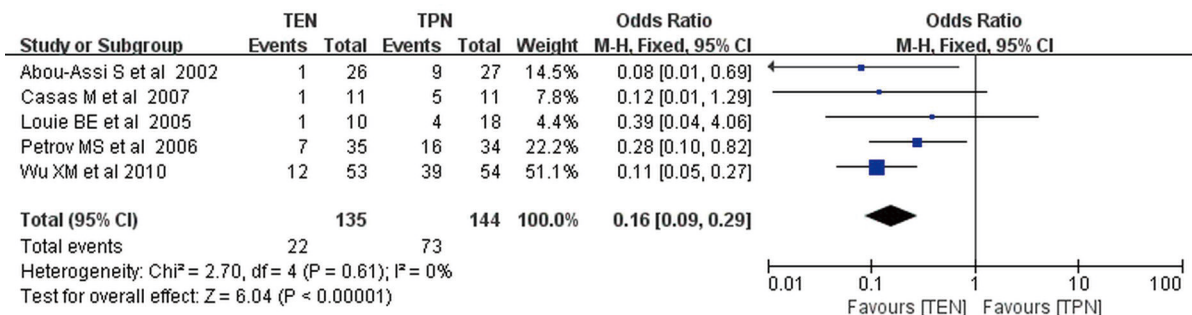 TEN TPN Odds Ratio Odds Ratio
Study or Subgroup Events Total Events Total Weight M-H, Fixed, 95% CI M-H, Fixed, 95% CI
Abou-Assi S et al 2002 1 26 9 27 14.5% 0.08 [0.01, 0.69]
Casas M et al 2007 1 11 5 11 7.8% 0.12 [0.01, 1.29]
Louie BE et al 2005 1 10 4 18 4.4% 0.39 [0.04, 4.06]
Petrov MS et al 2006 7 35 16 34 22.2% 0.28 [0.10, 0.82]
Wu XM et al 2010 12 53 39 54 51.1% 0.11 [0.05, 0.27]
Total (95% CI) 135 144 100.0% 0.16 [0.09, 0.29]
Total events 22 73
Heterogeneity: Chi² = 2.70, df = 4 (P = 0.61); I² = 0%
Test for overall effect: Z = 6.04 (P < 0.00001)
0.01 0.1 1 10 100
Favours [TEN] Favours [TPN]